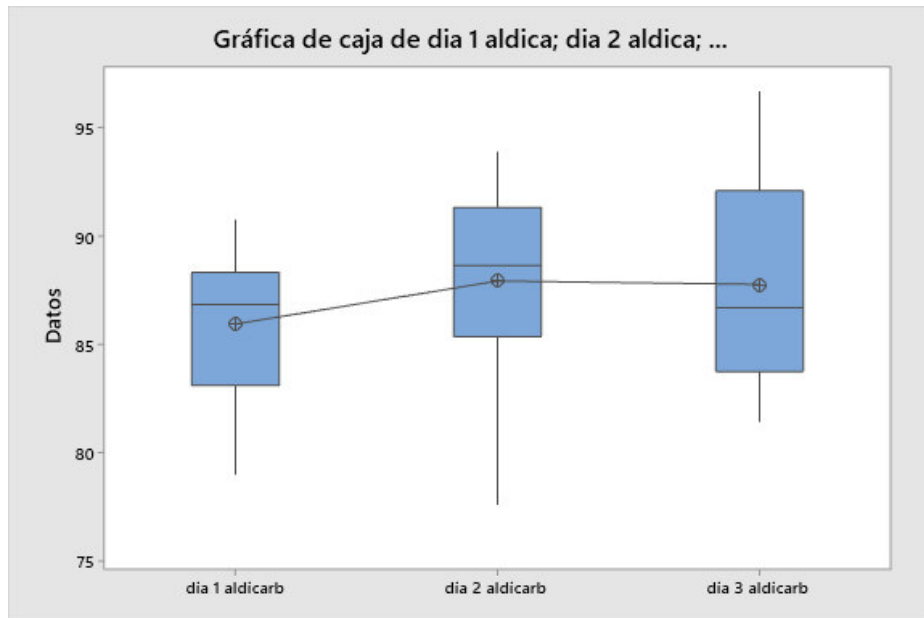 Gráfica de caja de dia 1 aldica; dia 2 aldica; ...
Datos
95
90
85
80
75
dia 1 aldicarb
dia 2 aldicarb
dia 3 aldicarb